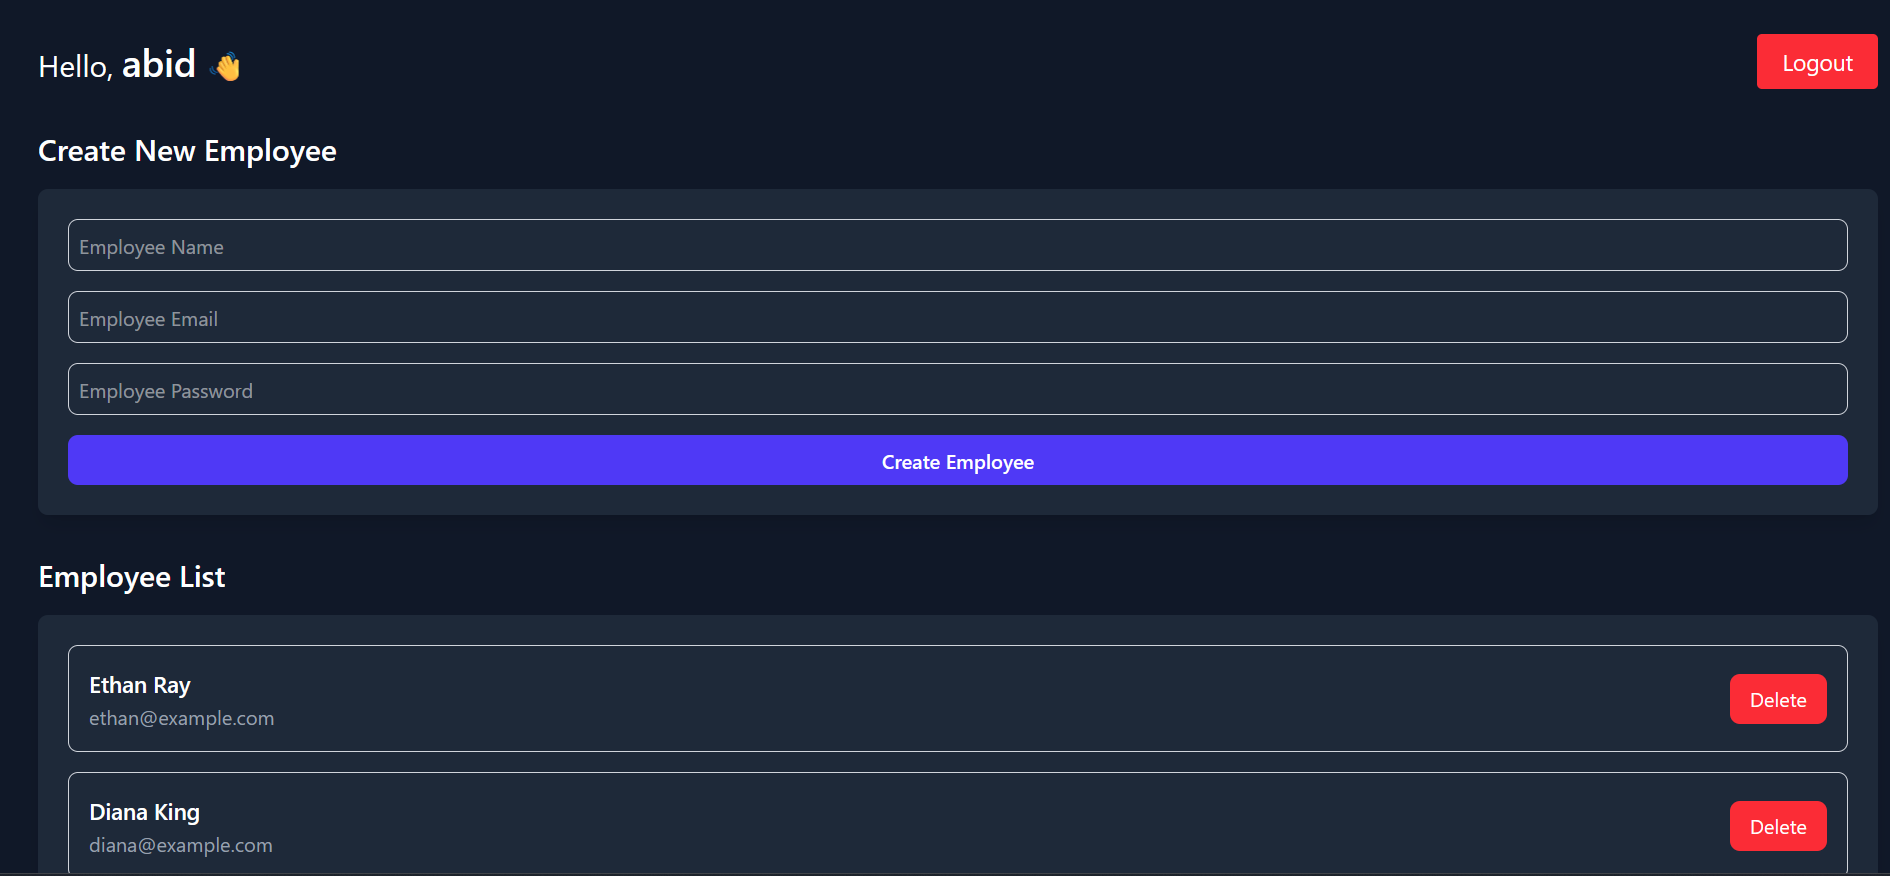 Hello, abid 👋
Logout
Create New Employee
Employee Name
Employee Email
Employee Password
Create Employee
Employee List
Ethan Ray
ethan@example.com
Delete
Diana King
diana@example.com
Delete